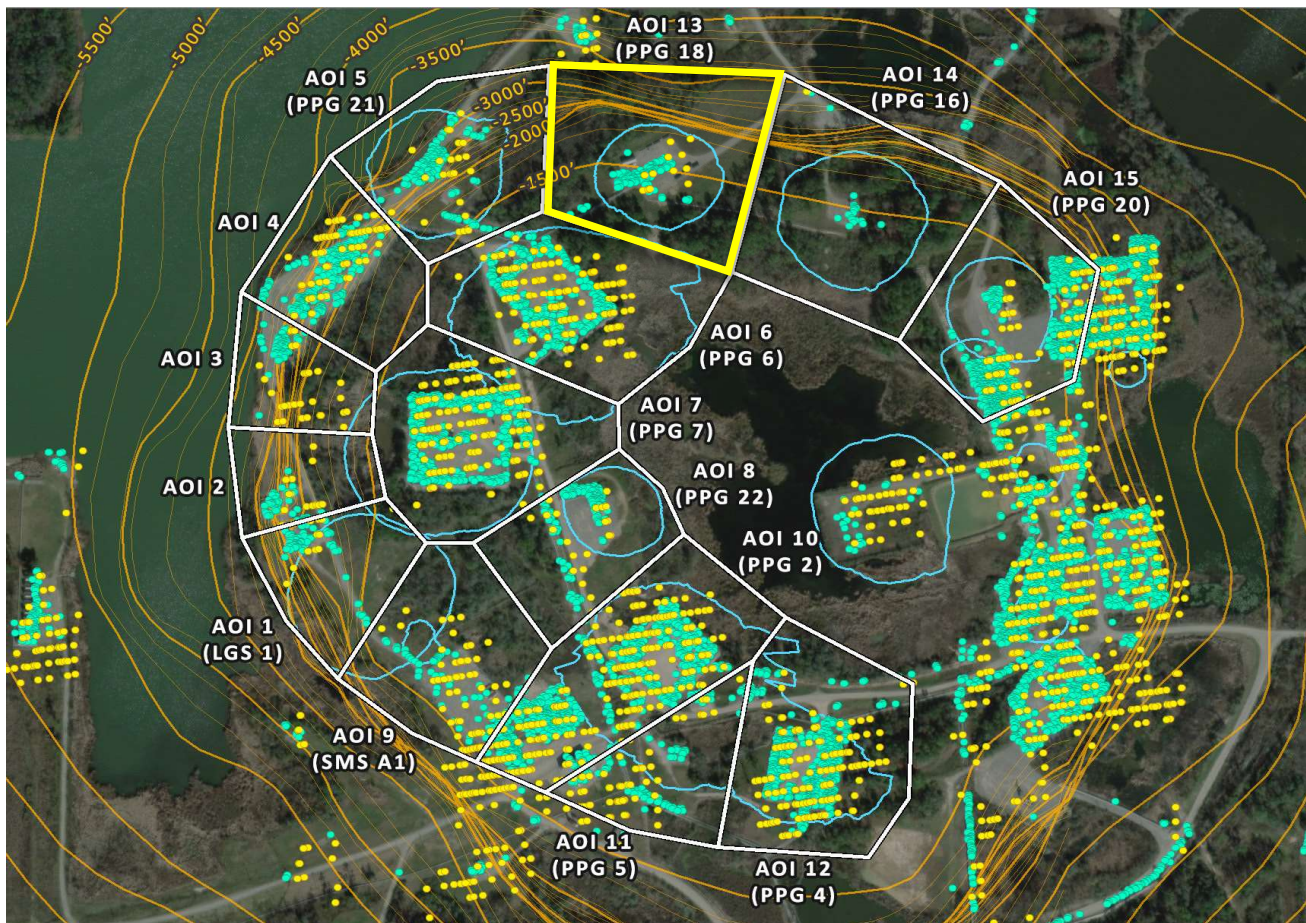 -5500'
-5000'
-4500'
-4000'
-3500'
-3000'
-2500'
-2000'
-1500'
AOI 13
(PPG 18)
AOI 5
(PPG 21)
AOI 14
(PPG 16)
AOI 15
(PPG 20)
AOI 4
AOI 3
AOI 6
(PPG 6)
AOI 7
(PPG 7)
AOI 2
AOI 8
(PPG 22)
AOI 10
(PPG 2)
AOI 1
(LGS 1)
AOI 9
(SMS A1)
AOI 11
(PPG 5)
AOI 12
(PPG 4)